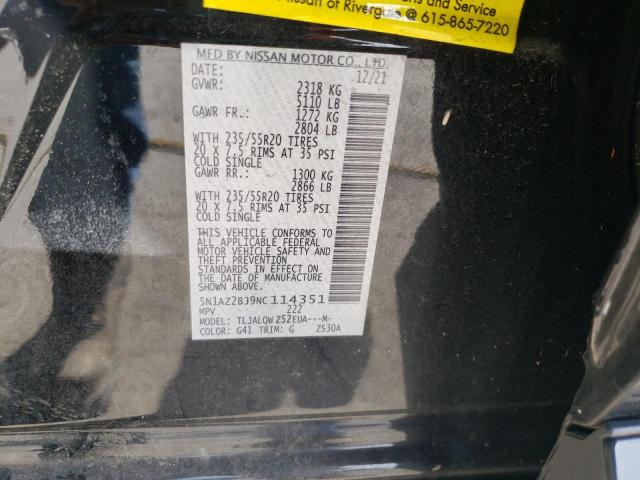 rts and Service
ssan of Rivergate @ 615-865-7220
MFD BY NISSAN MOTOR CO., LTD.
DATE: 12/21
GVWR: 2318 KG
5110 LB
GAWR FR.: 1272 KG
2804 LB
WITH 235/55R20 TIRES
20 X 7.5 RIMS AT 35 PSI
COLD SINGLE
GAWR RR.: 1300 KG
2866 LB
WITH 235/55R20 TIRES
20 X 7.5 RIMS AT 35 PSI
COLD SINGLE
THIS VEHICLE CONFORMS TO
ALL APPLICABLE FEDERAL
MOTOR VEHICLE SAFETY AND
THEFT PREVENTION
STANDARDS IN EFFECT ON
THE DATE OF MANUFACTURE
SHOWN ABOVE.
5N1AZ2BJ9NC114351
MPV 222
MODEL: TLJALQWZ52EUA---M-
COLOR: G41 TRIM: G ZS30A